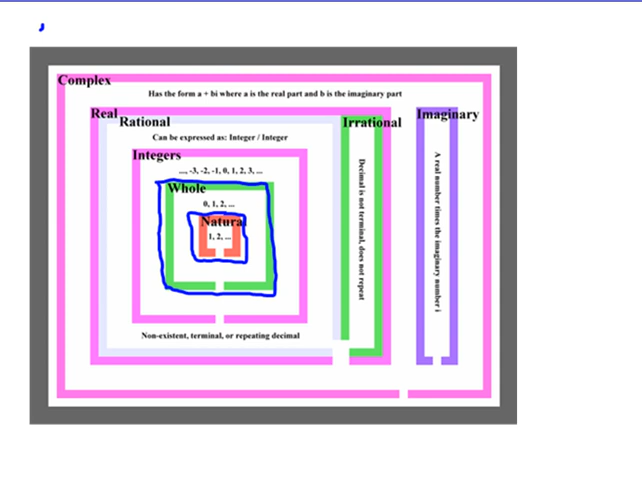 Complex
Has the form a + bi where a is the real part and b is the imaginary part
Real
Rational
Irrational
Imaginary
Can be expressed as: Integer / Integer
Integers
..., -3, -2, -1, 0, 1, 2, 3, ...
Whole
0, 1, 2, ...
Natural
1, 2, ...
Non-existent, terminal, or repeating decimal
Decimal is not terminal, does not repeat
A real number times the imaginary number i